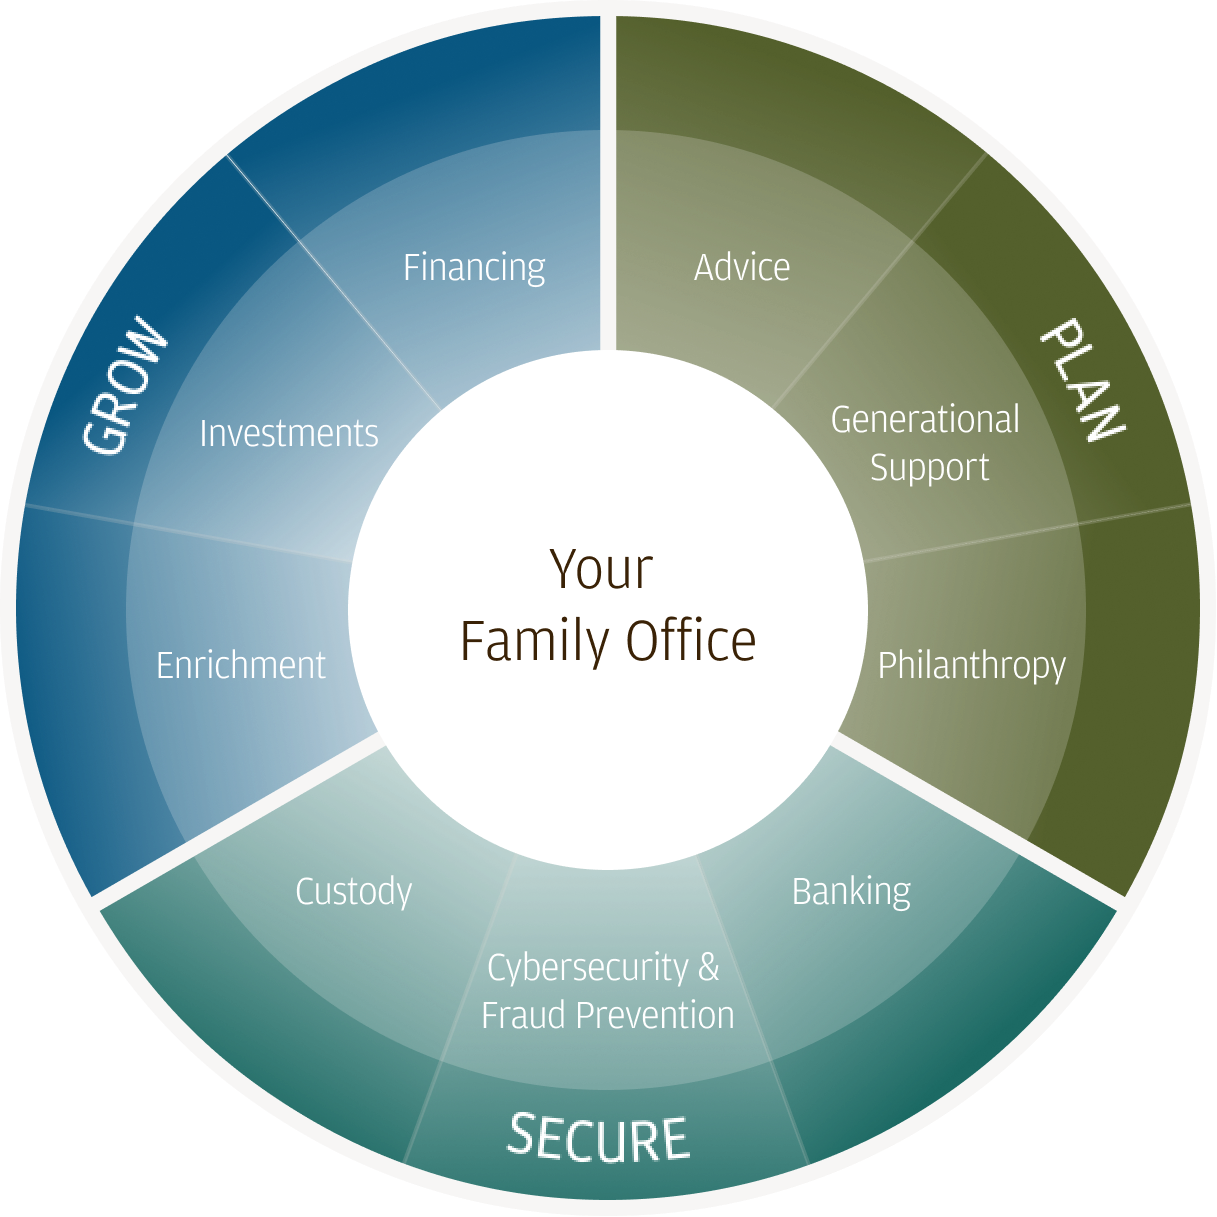 Financing
Advice
GROW
PLAN
Investments
Generational
Support
Your
Family Office
Enrichment
Philanthropy
Custody
Banking
Cybersecurity &
Fraud Prevention
SECURE